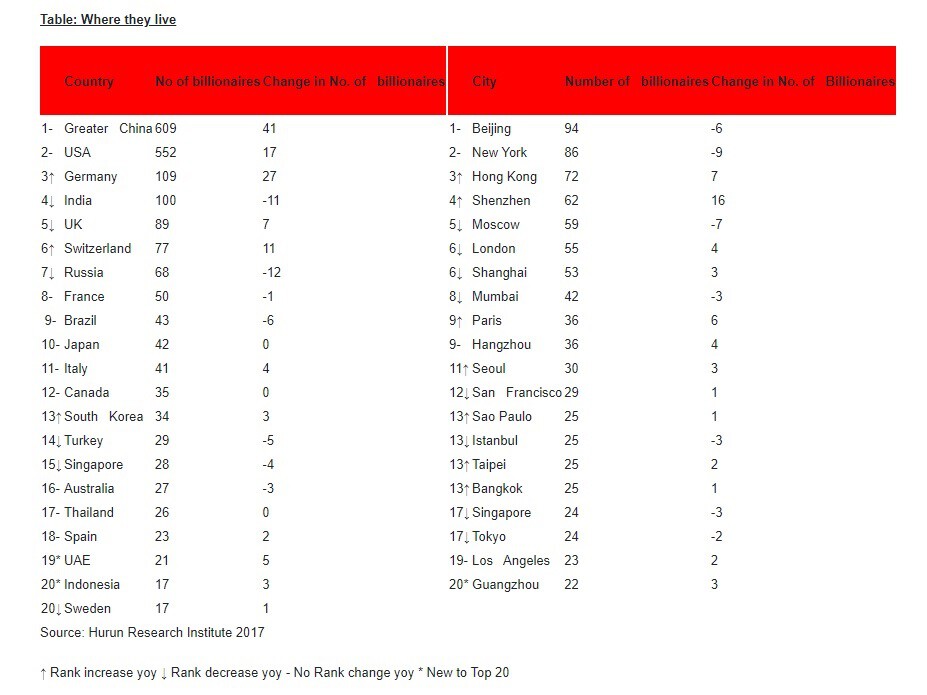 Table: Where they live
Country No of billionaires Change in No. of billionaires City Number of billionaires Change in No. of Billionaires
1- Greater China 609 41 1- Beijing 94 -6
2- USA 552 17 2- New York 86 -9
3↑ Germany 109 27 3↑ Hong Kong 72 7
4↓ India 100 -11 4↑ Shenzhen 62 16
5↓ UK 89 7 5↓ Moscow 59 -7
6↑ Switzerland 77 11 6↓ London 55 4
7↓ Russia 68 -12 6↓ Shanghai 53 3
8- France 50 -1 8↓ Mumbai 42 -3
9- Brazil 43 -6 9↑ Paris 36 6
10- Japan 42 0 9- Hangzhou 36 4
11- Italy 41 4 11↑ Seoul 30 3
12- Canada 35 0 12↓ San Francisco 29 1
13↑ South Korea 34 3 13↑ Sao Paulo 25 1
14↓ Turkey 29 -5 13↓ Istanbul 25 -3
15↓ Singapore 28 -4 13↑ Taipei 25 2
16- Australia 27 -3 13↑ Bangkok 25 1
17- Thailand 26 0 17↓ Singapore 24 -3
18- Spain 23 2 17↓ Tokyo 24 -2
19* UAE 21 5 19- Los Angeles 23 2
20* Indonesia 17 3 20* Guangzhou 22 3
20↓ Sweden 17 1
Source: Hurun Research Institute 2017
↑ Rank increase yoy ↓ Rank decrease yoy - No Rank change yoy * New to Top 20